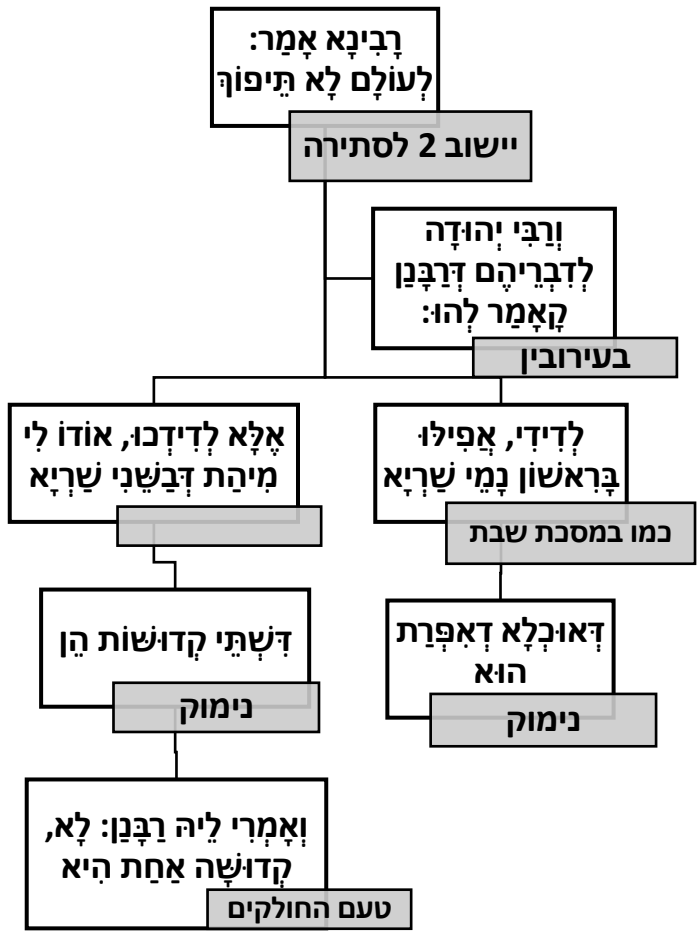 רָבִינָא אָמַר:
לְעוֹלָם לָא תֵּיפוֹךְ
יישוב 2 לסתירה
וְרַבִּי יְהוּדָה
לְדִבְרֵיהֶם דְּרַבָּנַן
קָאָמַר לְהוּ:
בעירובין
לְדִידִי, אֲפִילּוּ
בָּרִאשׁוֹן נָמֵי שַׁרְיָא
כמו במסכת שבת
דְּאוּכְלָא דְאִפְּרַת
הוּא
נימוק
אֶלָּא לְדִידְכוּ, אוֹדוֹ לִי
מִיהַת דְּבַשֵּׁנִי שַׁרְיָא
דִּשְׁתֵּי קְדוּשּׁוֹת הֵן
נימוק
וְאָמְרִי לֵיהּ רַבָּנַן: לָא,
קְדוּשָּׁה אַחַת הִיא
טעם החולקים